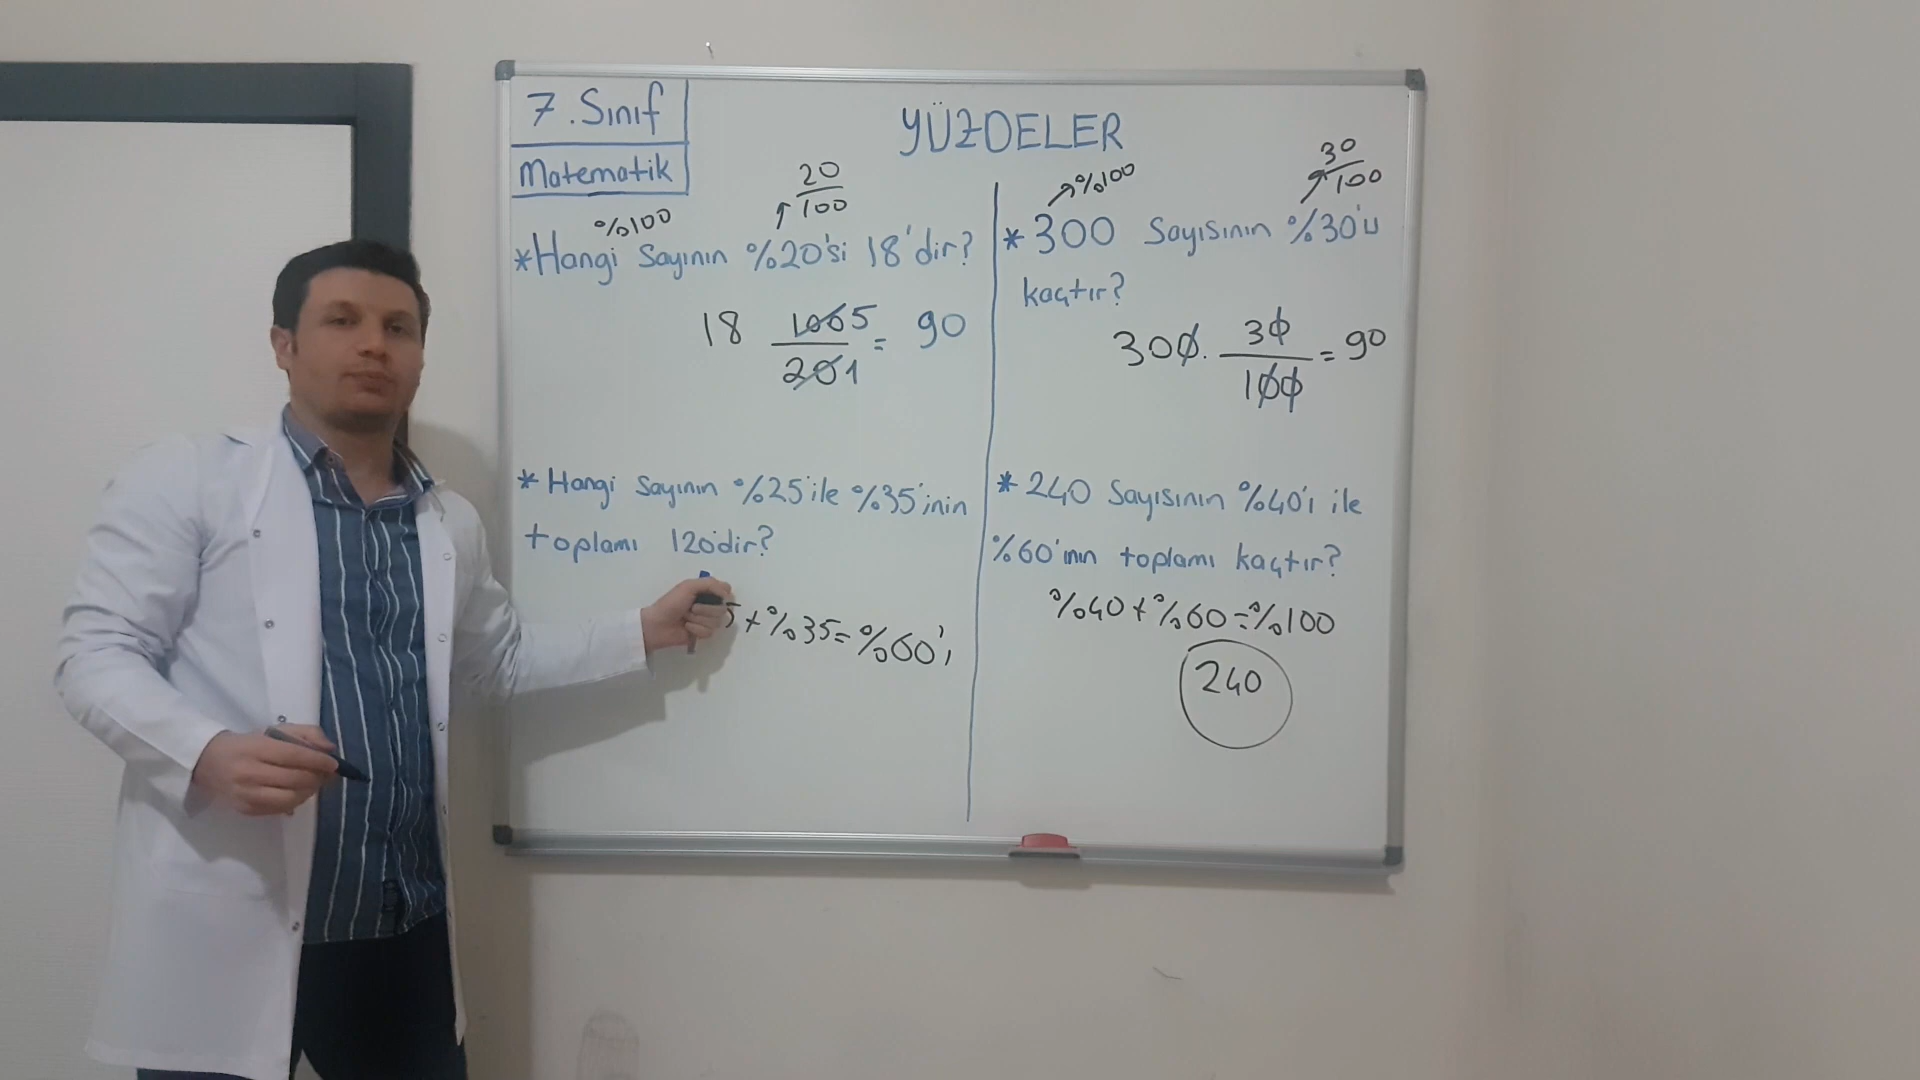 7.Sınıf
Matematik
YÜZDELER
%100
20
100
*Hangi Sayının %20'si 18'dir?
18 1005 = 90
201
%100
30
100
*300 Sayısının %30'u
kaçtır?
300. 30 = 90
100
*Hangi Sayının %25'ile %35'inin
toplamı 120'dir?
5+%35=%60'ı
*240 Sayısının %40'ı ile
%60'ının toplamı kaçtır?
%40+%60=%100
240